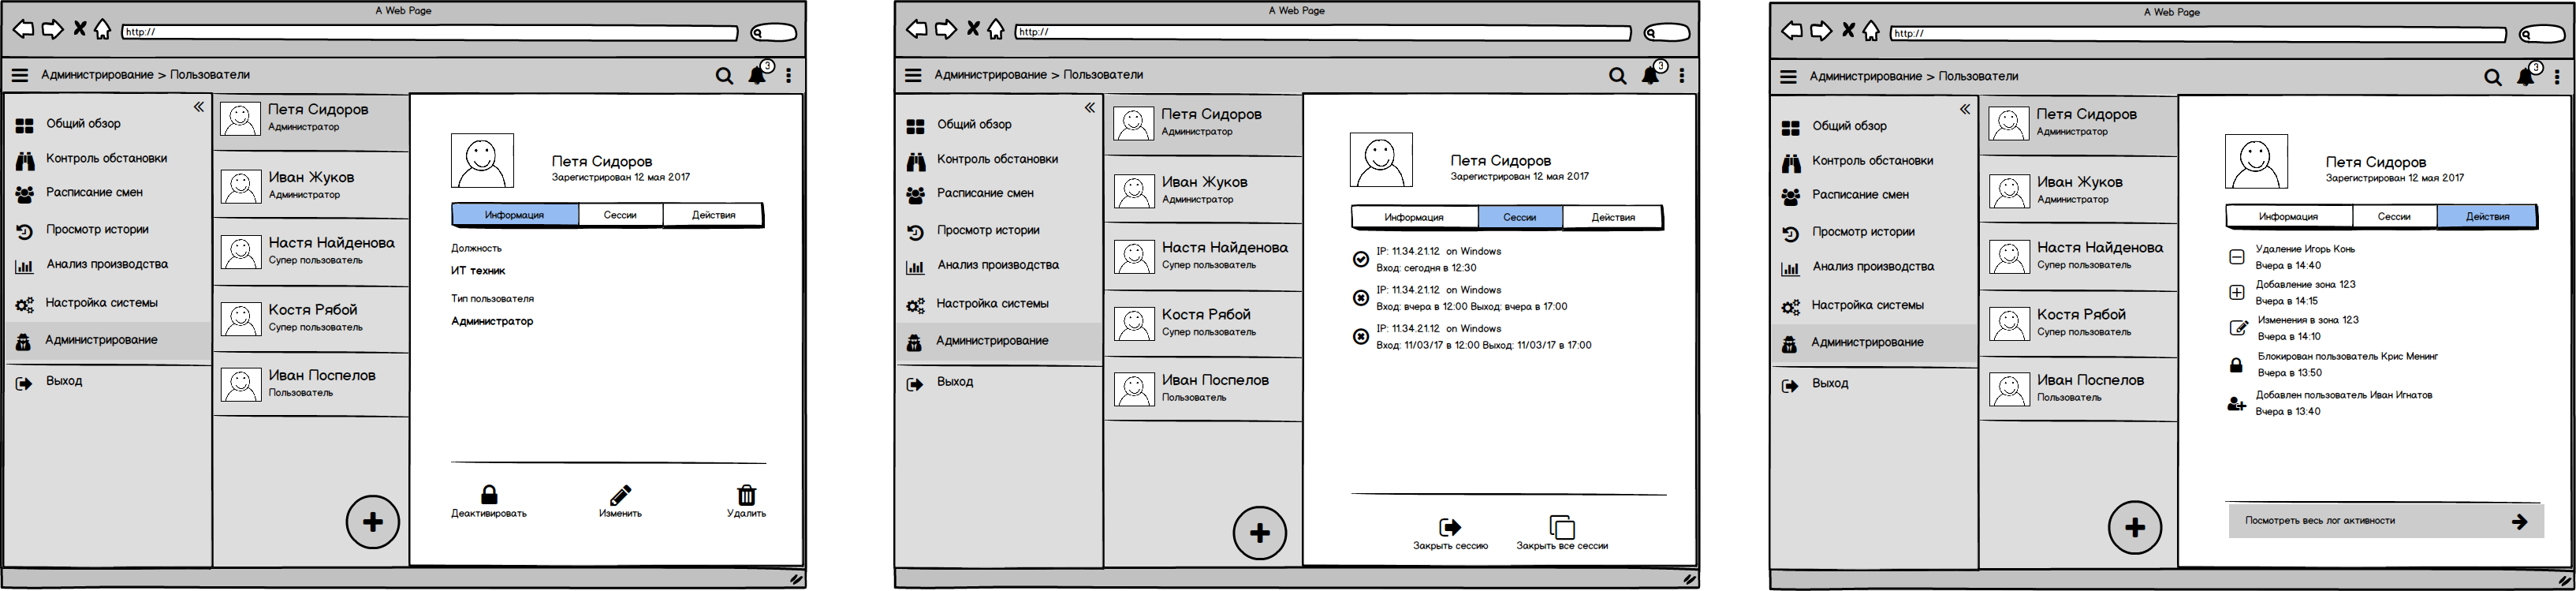 A Web Page
http://
Администрирование > Пользователи
3
Общий обзор
Контроль обстановки
Расписание смен
Просмотр истории
Анализ производства
Настройка системы
Администрирование
Выход
Петя Сидоров
Администратор
Иван Жуков
Администратор
Настя Найденова
Супер пользователь
Костя Рябой
Супер пользователь
Иван Поспелов
Пользователь
Петя Сидоров
Зарегистрирован 12 мая 2017
Информация
Сессии
Действия
Должность
ИТ техник
Тип пользователя
Администратор
Деактивировать
Изменить
Удалить
A Web Page
http://
Администрирование > Пользователи
3
Общий обзор
Контроль обстановки
Расписание смен
Просмотр истории
Анализ производства
Настройка системы
Администрирование
Выход
Петя Сидоров
Администратор
Иван Жуков
Администратор
Настя Найденова
Супер пользователь
Костя Рябой
Супер пользователь
Иван Поспелов
Пользователь
Петя Сидоров
Зарегистрирован 12 мая 2017
Информация
Сессии
Действия
IP: 11.34.21.12 on Windows
Вход: сегодня в 12:30
IP: 11.34.21.12 on Windows
Вход: вчера в 12:00 Выход: вчера в 17:00
IP: 11.34.21.12 on Windows
Вход: 11/03/17 в 12:00 Выход: 11/03/17 в 17:00
Закрыть сессию
Закрыть все сессии
A Web Page
http://
Администрирование > Пользователи
3
Общий обзор
Контроль обстановки
Расписание смен
Просмотр истории
Анализ производства
Настройка системы
Администрирование
Выход
Петя Сидоров
Администратор
Иван Жуков
Администратор
Настя Найденова
Супер пользователь
Костя Рябой
Супер пользователь
Иван Поспелов
Пользователь
Петя Сидоров
Зарегистрирован 12 мая 2017
Информация
Сессии
Действия
Удаление Игорь Конь
Вчера в 14:40
Добавление зона 123
Вчера в 14:15
Изменения в зона 123
Вчера в 14:10
Блокирован пользователь Крис Менинг
Вчера в 13:50
Добавлен пользователь Иван Игнатов
Вчера в 13:40
Посмотреть весь лог активности